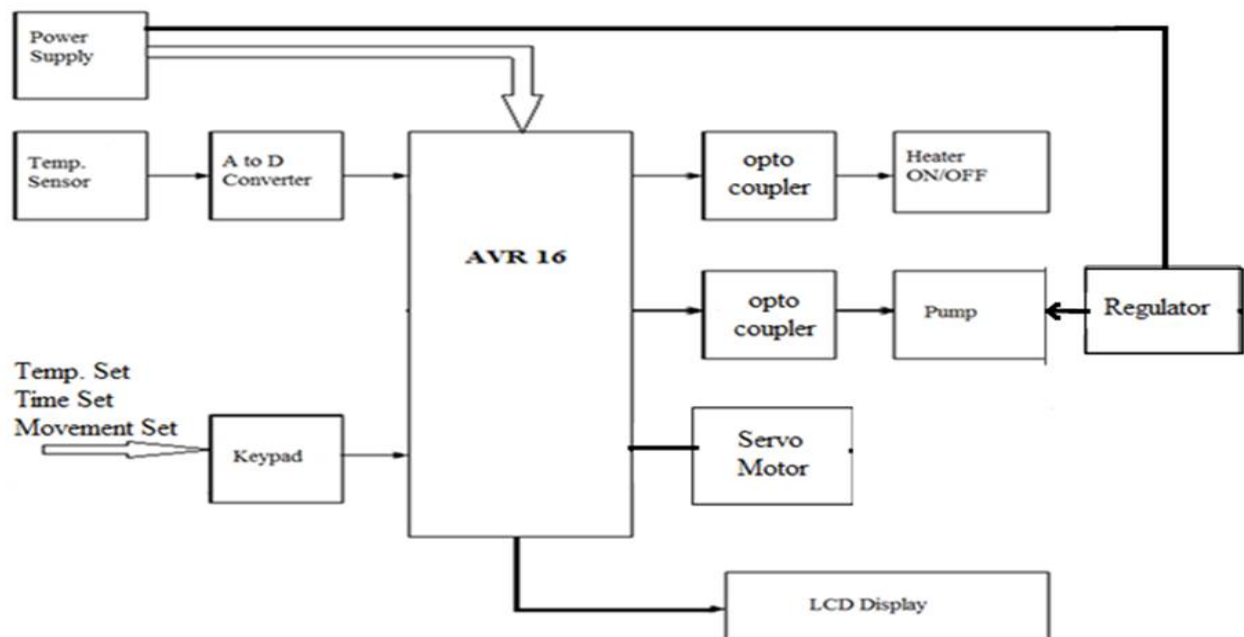 Power
Supply
Temp.
Sensor
A to D
Converter
AVR 16
opto
coupler
Heater
ON/OFF
opto
coupler
Pump
Regulator
Temp. Set
Time Set
Movement Set
Keypad
Servo
Motor
LCD Display